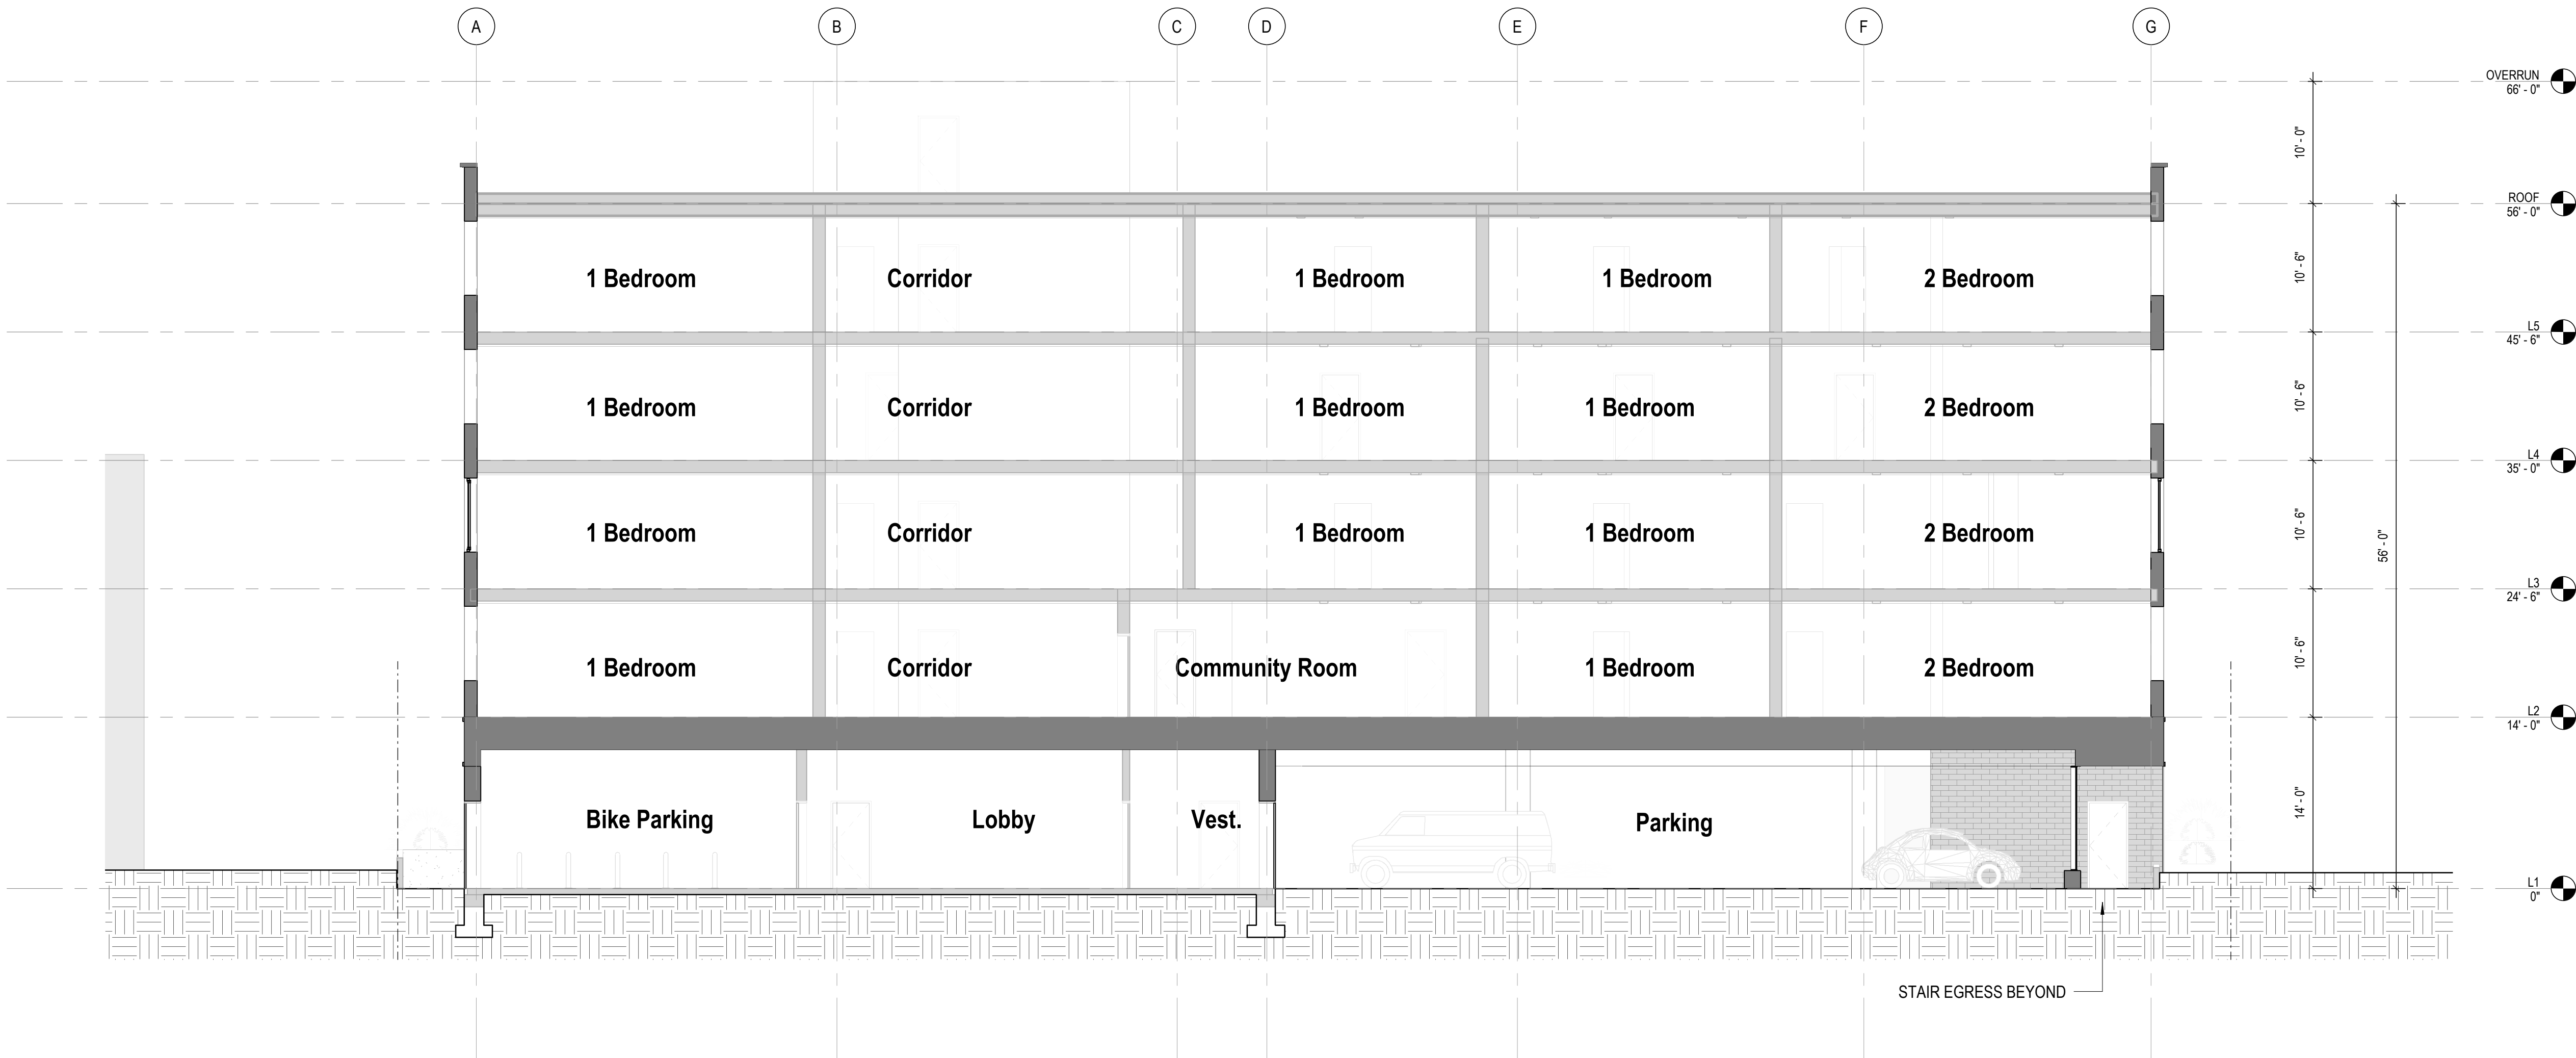 A B C D E F G
OVERRUN
66' - 0"
10' - 0"
ROOF
56' - 0"
1 Bedroom Corridor 1 Bedroom 1 Bedroom 2 Bedroom
10' - 6"
L5
45' - 6"
1 Bedroom Corridor 1 Bedroom 1 Bedroom 2 Bedroom
10' - 6"
L4
35' - 0"
1 Bedroom Corridor 1 Bedroom 1 Bedroom 2 Bedroom
10' - 6"
56' - 0"
L3
24' - 6"
1 Bedroom Corridor Community Room 1 Bedroom 2 Bedroom
10' - 6"
L2
14' - 0"
Bike Parking Lobby Vest. Parking
14' - 0"
L1
0"
STAIR EGRESS BEYOND